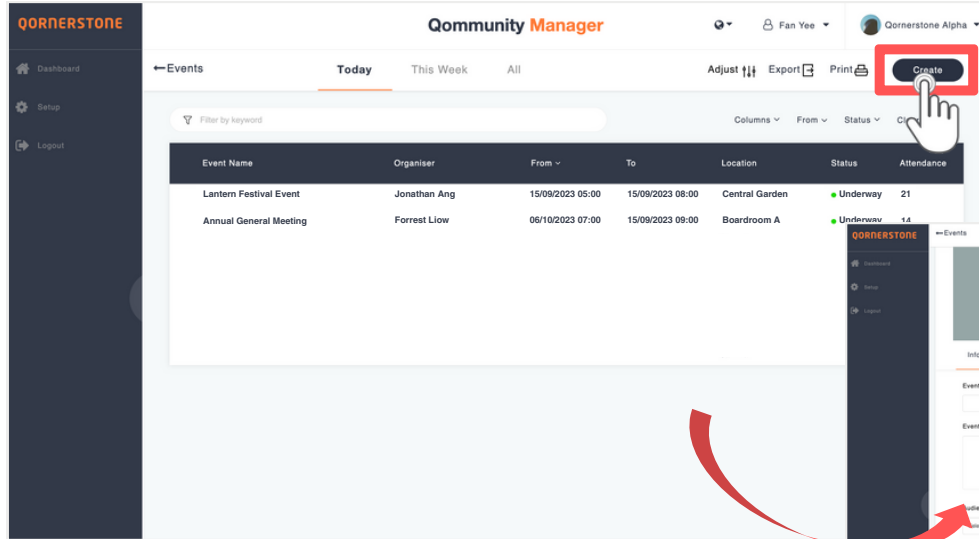 QORNERSTONE
Qommunity Manager
Fan Yee
Qornerstone Alpha
Dashboard
Setup
Logout
Events
Today
This Week
All
Adjust
Export
Print
Create
Filter by keyword
Columns
From
Status
Event Name Organiser From To Location Status Attendance
Lantern Festival Event Jonathan Ang 15/09/2023 05:00 15/09/2023 08:00 Central Garden Underway 21
Annual General Meeting Forrest Liow 06/10/2023 07:00 15/09/2023 09:00 Boardroom A Underway 14
QORNERSTONE
Events
Dashboard
Setup
Logout
Event
Event